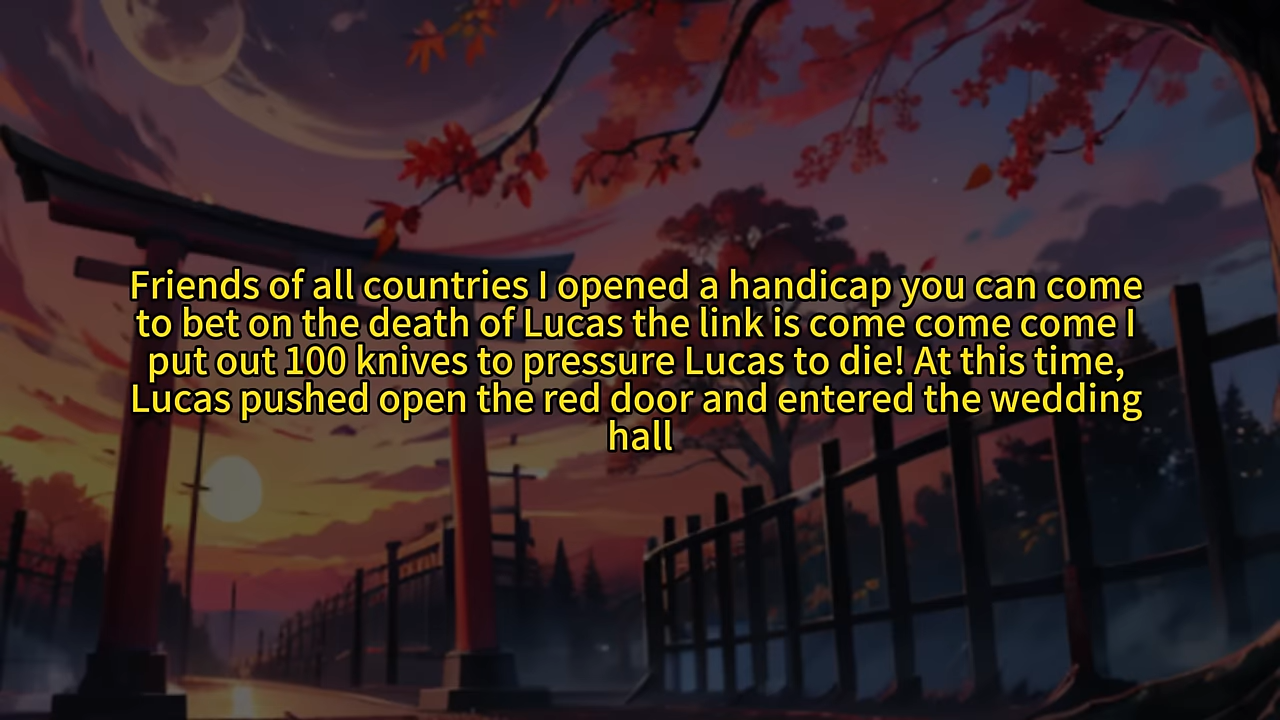 Friends of all countries I opened a handicap you can come
to bet on the death of Lucas the link is come come come I
put out 100 knives to pressure Lucas to die! At this time,
Lucas pushed open the red door and entered the wedding
hall